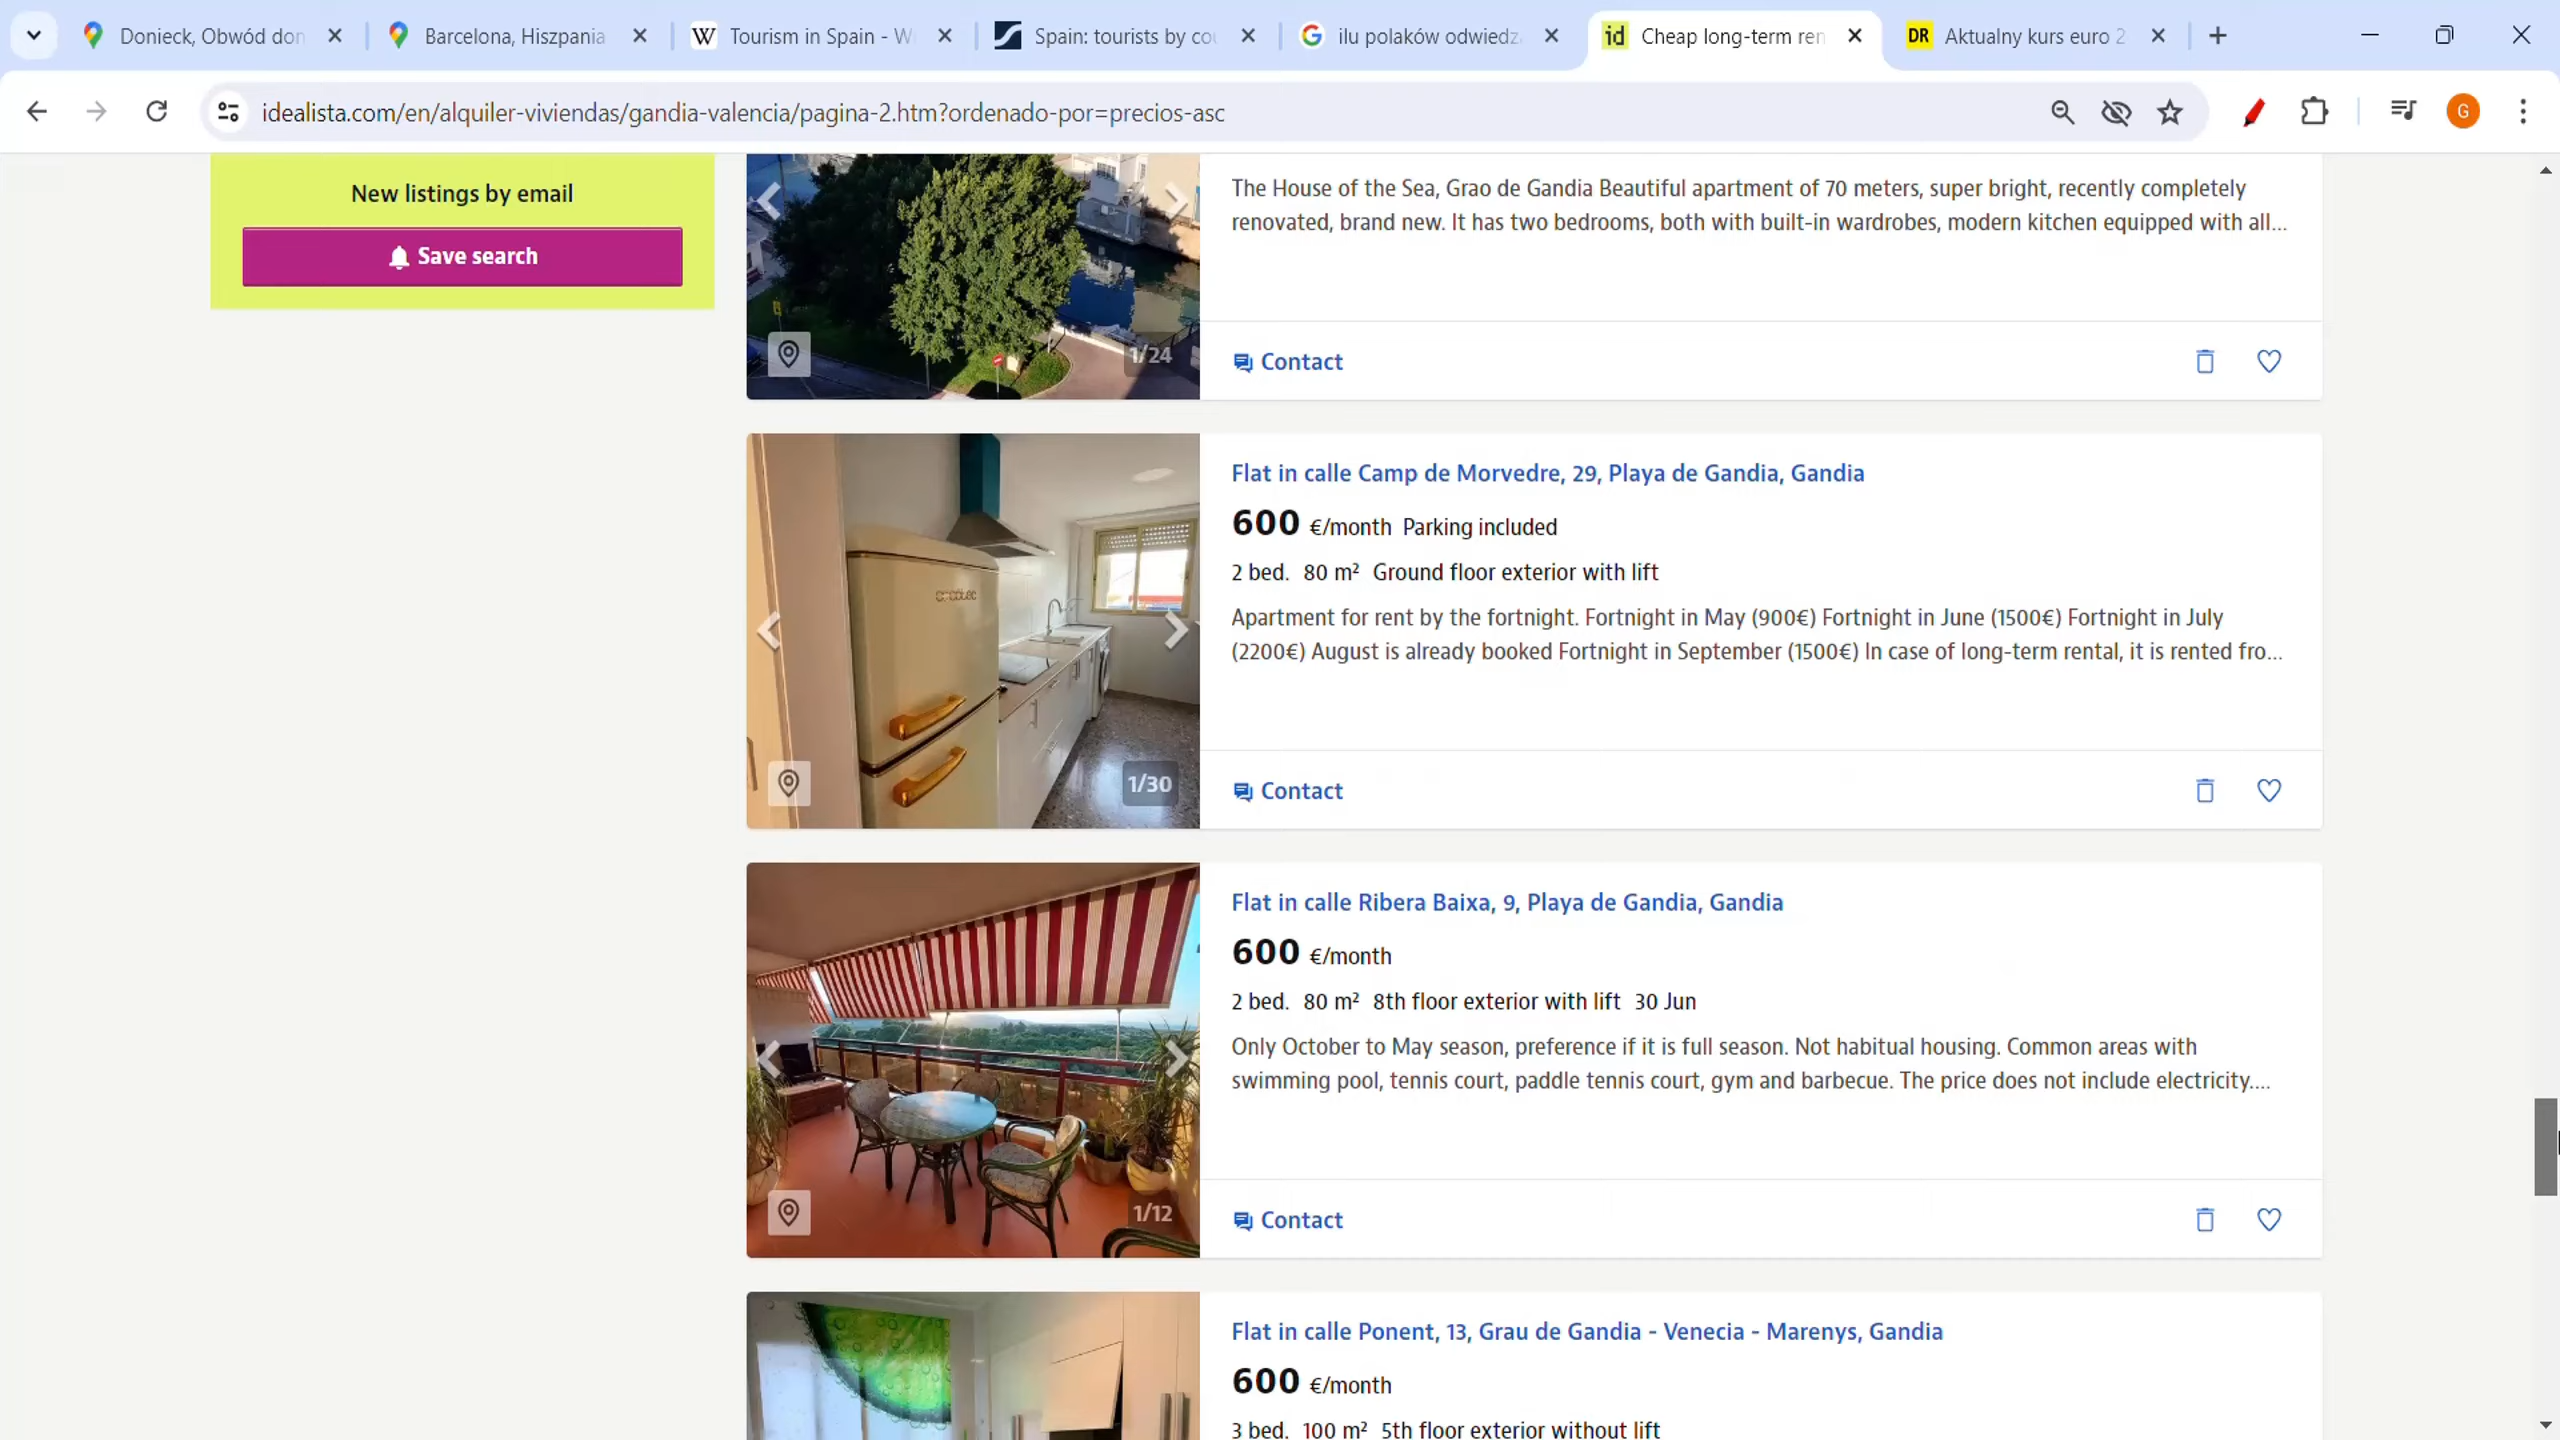 Donieck, Obwód don
Barcelona, Hiszpania
Tourism in Spain - W
Spain: tourists by co
ilu polaków odwiedz
id Cheap long-term ren
DR Aktualny kurs euro 2
idealista.com/en/alquiler-viviendas/gandia-valencia/pagina-2.htm?ordenado-por=precios-asc
G
New listings by email
Save search
The House of the Sea, Grao de Gandia Beautiful apartment of 70 meters, super bright, recently completely
renovated, brand new. It has two bedrooms, both with built-in wardrobes, modern kitchen equipped with all...
1/24
Contact
Flat in calle Camp de Morvedre, 29, Playa de Gandia, Gandia
600 €/month Parking included
2 bed. 80 m² Ground floor exterior with lift
Apartment for rent by the fortnight. Fortnight in May (900€) Fortnight in June (1500€) Fortnight in July
(2200€) August is already booked Fortnight in September (1500€) In case of long-term rental, it is rented fro...
1/30
Contact
Flat in calle Ribera Baixa, 9, Playa de Gandia, Gandia
600 €/month
2 bed. 80 m² 8th floor exterior with lift 30 Jun
Only October to May season, preference if it is full season. Not habitual housing. Common areas with
swimming pool, tennis court, paddle tennis court, gym and barbecue. The price does not include electricity....
1/12
Contact
Flat in calle Ponent, 13, Grau de Gandia - Venecia - Marenys, Gandia
600 €/month
3 bed. 100 m² 5th floor exterior without lift